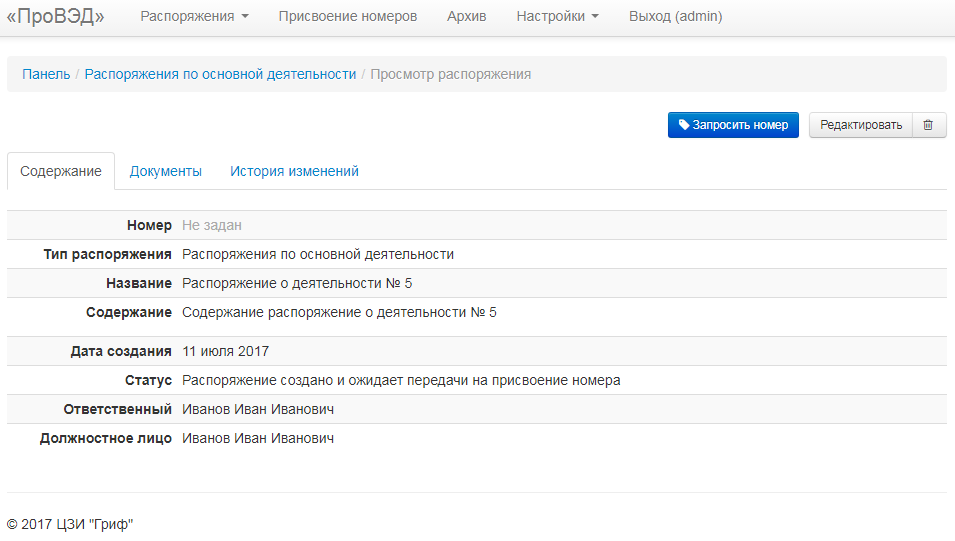 «ПроВЭД» Распоряжения Присвоение номеров Архив Настройки Выход (admin)
Панель / Распоряжения по основной деятельности / Просмотр распоряжения
Запросить номер Редактировать
Содержание Документы История изменений
Номер Не задан
Тип распоряжения Распоряжения по основной деятельности
Название Распоряжение о деятельности № 5
Содержание Содержание распоряжение о деятельности № 5
Дата создания 11 июля 2017
Статус Распоряжение создано и ожидает передачи на присвоение номера
Ответственный Иванов Иван Иванович
Должностное лицо Иванов Иван Иванович
© 2017 ЦЗИ "Гриф"